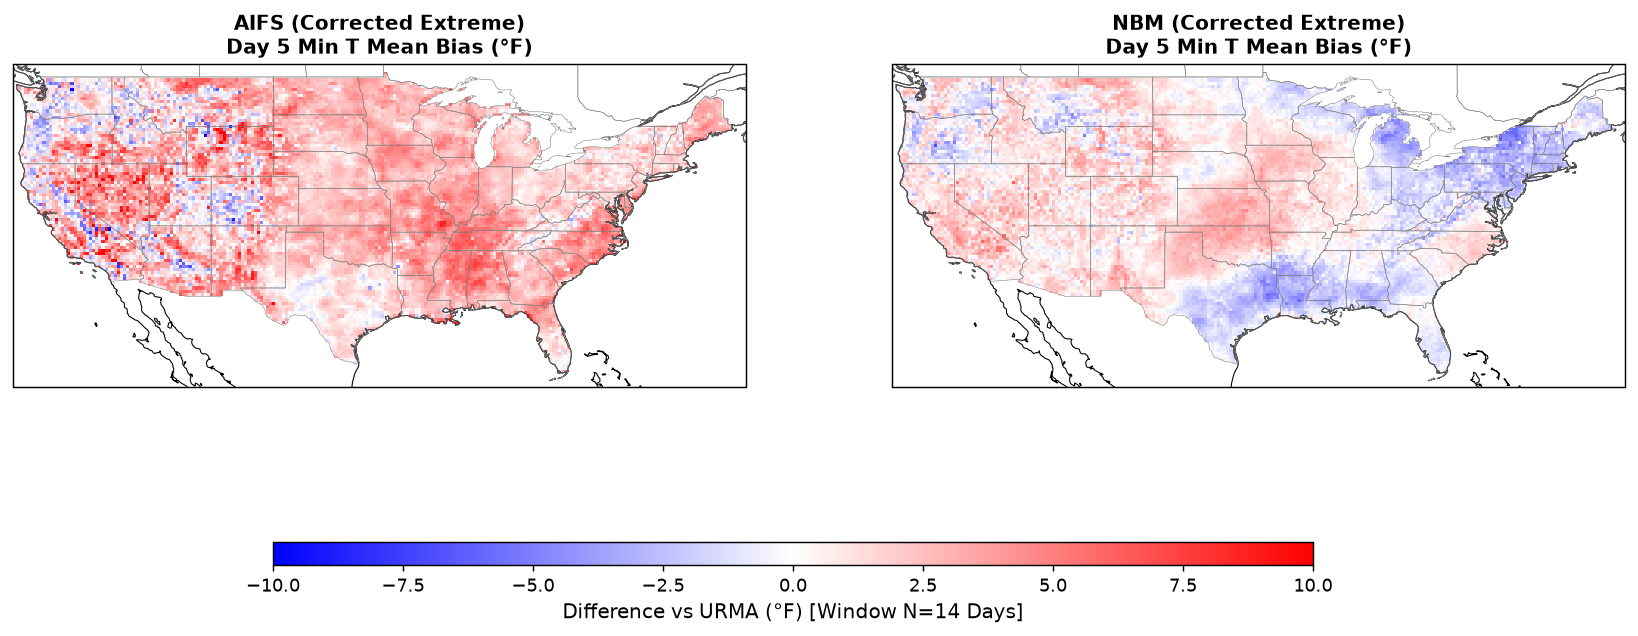 AIFS (Corrected Extreme)
Day 5 Min T Mean Bias (°F)
NBM (Corrected Extreme)
Day 5 Min T Mean Bias (°F)
−10.0 −7.5 −5.0 −2.5 0.0 2.5 5.0 7.5 10.0
Difference vs URMA (°F) [Window N=14 Days]